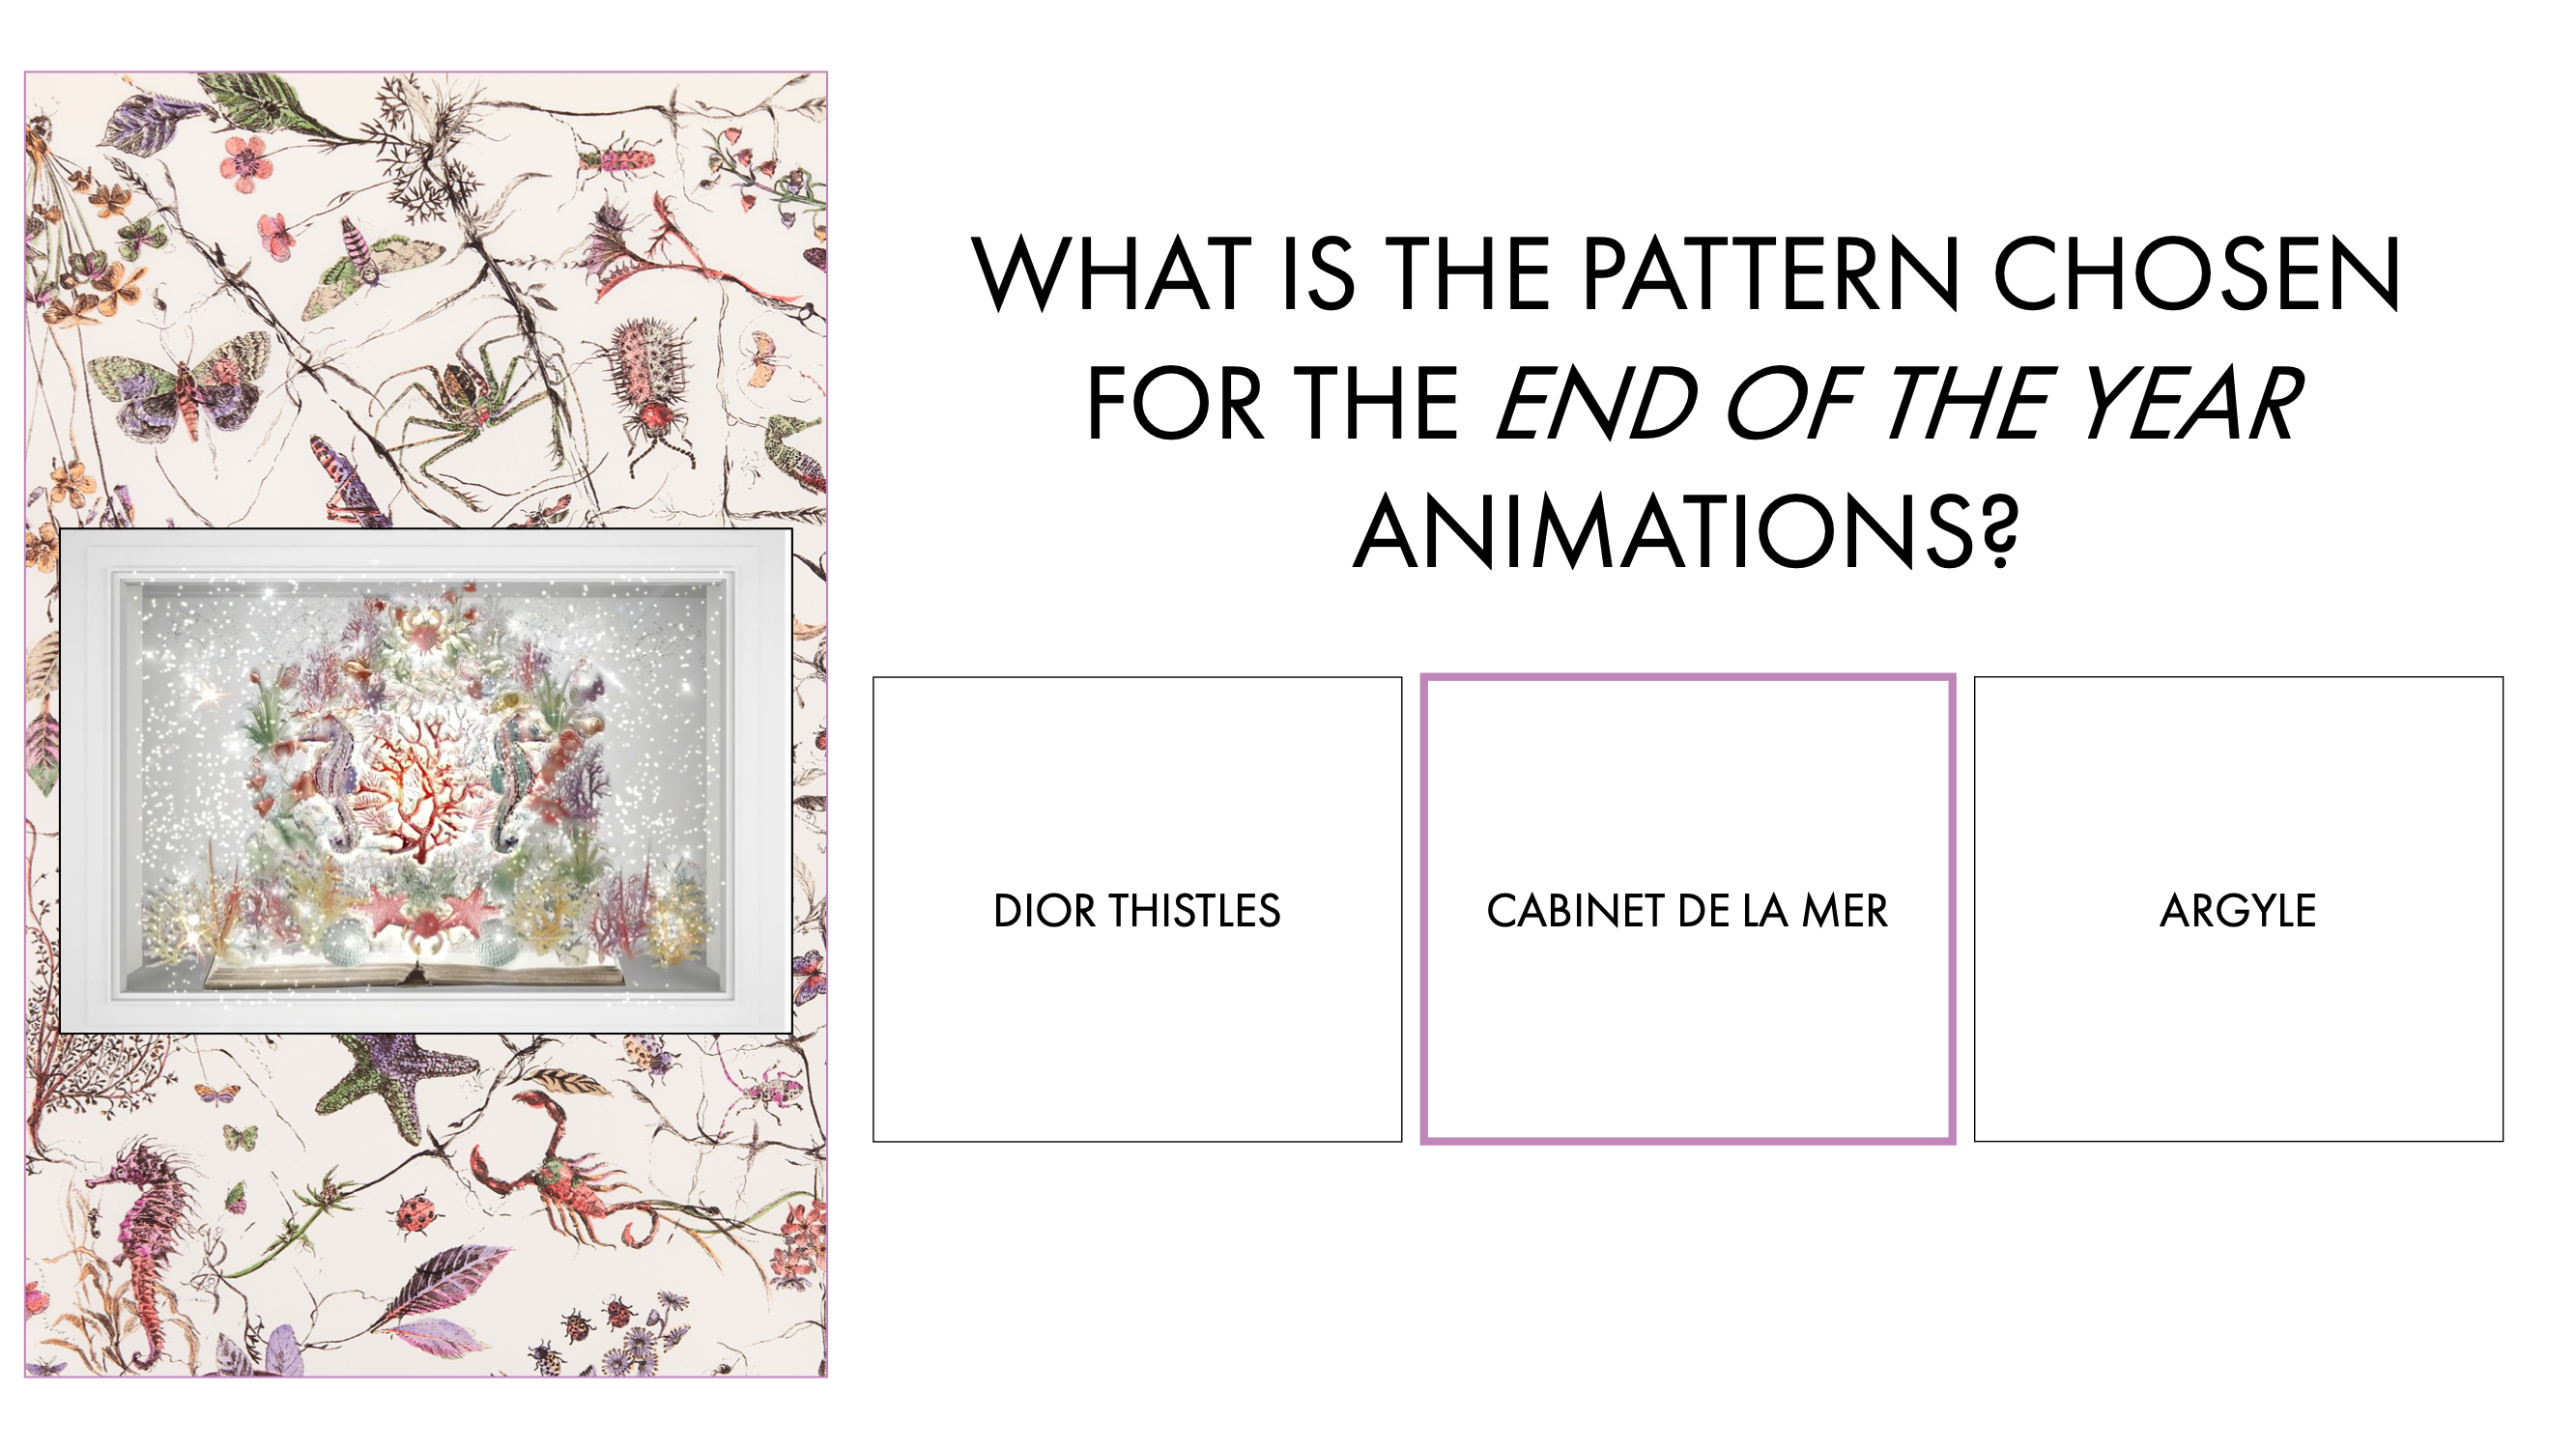 WHAT IS THE PATTERN CHOSEN
FOR THE END OF THE YEAR
ANIMATIONS?
DIOR THISTLES
CABINET DE LA MER
ARGYLE